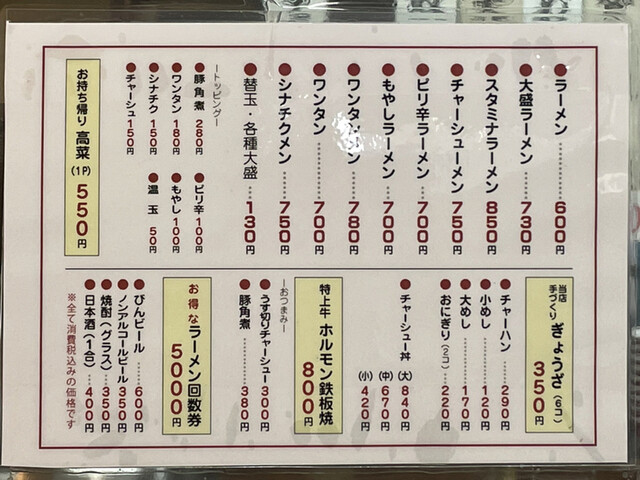 ●ラーメン……600円
●大盛ラーメン……730円
●スタミナラーメン……850円
●チャーシューメン……750円
●ピリ辛ラーメン……700円
●もやしラーメン……700円
●ワンタンメン……780円
●ワンタン……700円
●シナチクメン……750円
●替玉・各種大盛……130円
ートッピングー
●豚角煮 280円
●ワンタン 180円
●シナチク 150円
●チャーシュ 150円
●ピリ辛 100円
●もやし 100円
●温玉 50円
お持ち帰り 高菜(1P) 550円
当店手づくり ぎょうざ(6コ) 350円
●チャーハン……290円
●小めし……120円
●大めし……170円
●おにぎり(2コ)……220円
●チャーシュー丼
(大) 840円
(中) 670円
(小)
特上牛 ホルモン鉄板焼 800円
ーおつまみー
●うす切りチャーシュー……300円
●豚角煮……380円
お得なラーメン回数券 5000円
●びんビール……600円
●ノンアルコールビール……350円
●焼酎(グラス)……350円
●日本酒(1合)……400円
※全て消費税込みの価格です